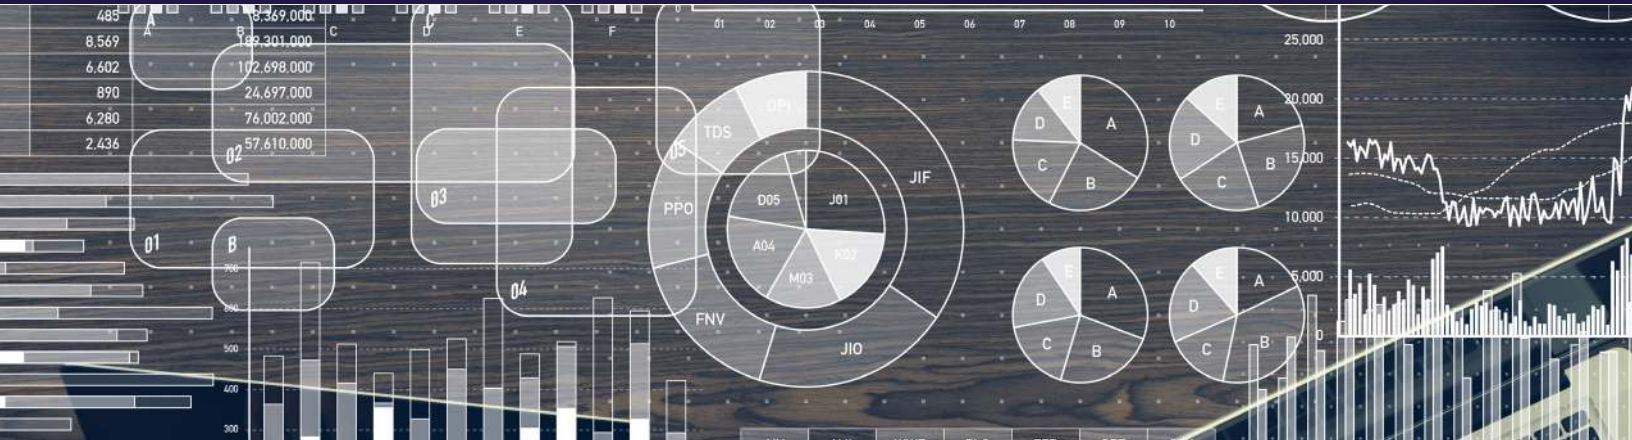 485 8,369.000
8.569 189,301.000
6.602 102,698.000
890 24,697.000
6,280 76,002.000
2.436 57,610.000
A
C
A B C D E F
02
03
01
B
04
05
700
600
500
400
300
01 02 03 04 05 06 07 08 09 10
OPI
TDS
JIF
PPO
FNV
JIO
D05
J01
A04
K02
M03
E A
D
C B
E A
D B
C
E A
D
C B
E A
D
C B
25,000
20,000
15,000
10,000
5,000
0